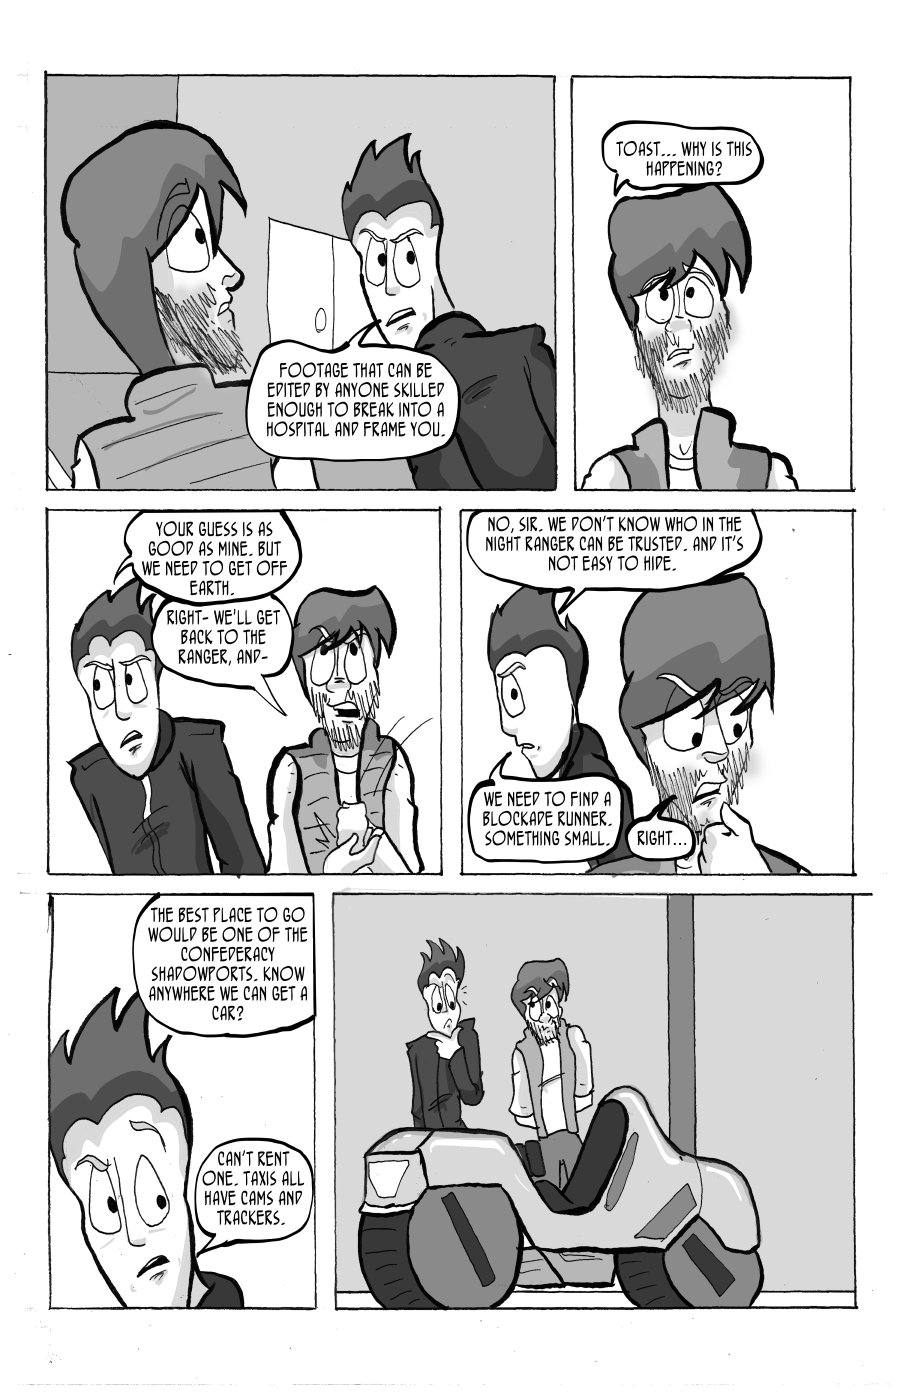 FOOTAGE THAT CAN BE
EDITED BY ANYONE SKILLED
ENOUGH TO BREAK INTO A
HOSPITAL AND FRAME YOU.
TOAST... WHY IS THIS
HAPPENING?
YOUR GUESS IS AS
GOOD AS MINE. BUT
WE NEED TO GET OFF
EARTH.
RIGHT- WE'LL GET
BACK TO THE
RANGER, AND-
NO, SIR. WE DON'T KNOW WHO IN THE
NIGHT RANGER CAN BE TRUSTED. AND IT'S
NOT EASY TO HIDE.
WE NEED TO FIND A
BLOCKADE RUNNER.
SOMETHING SMALL.
RIGHT...
THE BEST PLACE TO GO
WOULD BE ONE OF THE
CONFEDERACY
SHADOWPORTS. KNOW
ANYWHERE WE CAN GET A
CAR?
CAN'T RENT
ONE. TAXIS ALL
HAVE CAMS AND
TRACKERS.